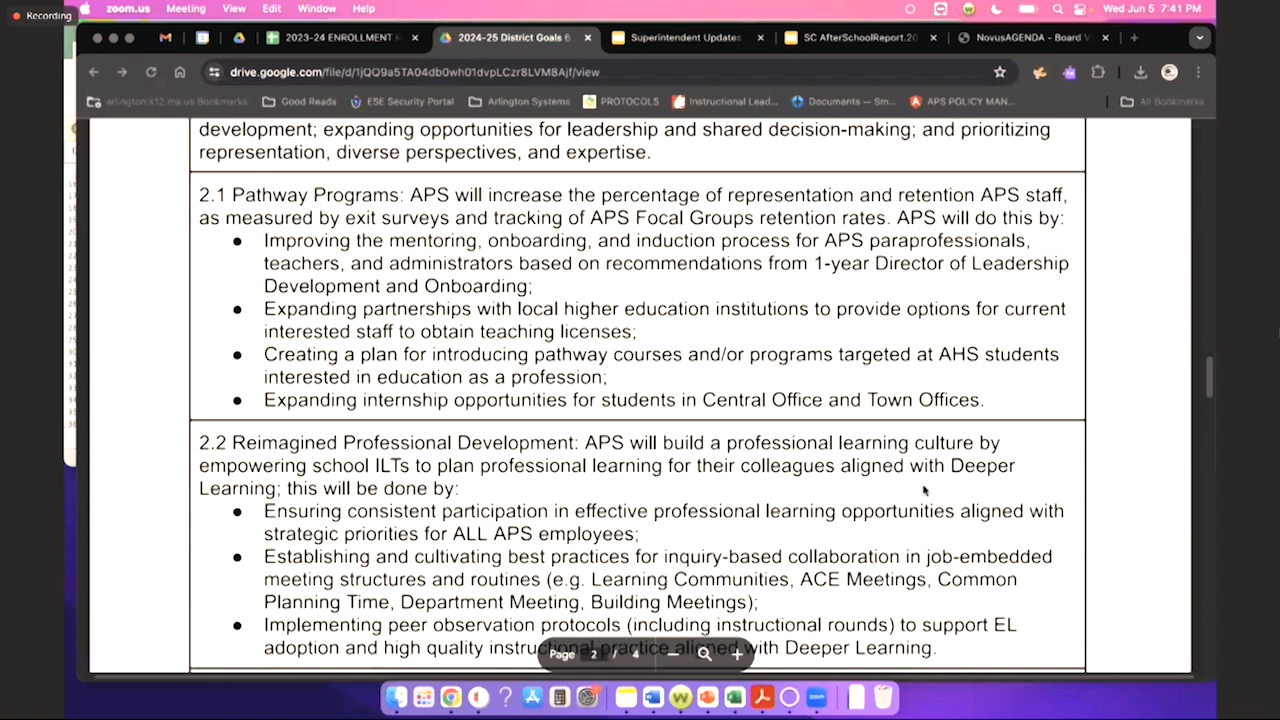 Recording
zoom.us Meeting View Edit Window Help
Wed Jun 5 7:41 PM
2023-24 ENROLLMENT
2024-25 District Goals 6
Superintendent Updates
SC AfterSchoolReport.20
NovusAGENDA - Board V
drive.google.com/file/d/1jQQ9a5TA04db0wh01dvpLCzr8LVM8Ajf/view
arlington.k12.ma.us Bookmarks
Good Reads
ESE Security Portal
Arlington Systems
PROTOCOLS
Instructional Lead...
Documents — Sm...
APS POLICY MAN...
All Bookmarks
development; expanding opportunities for leadership and shared decision-making; and prioritizing
representation, diverse perspectives, and expertise.
2.1 Pathway Programs: APS will increase the percentage of representation and retention APS staff,
as measured by exit surveys and tracking of APS Focal Groups retention rates. APS will do this by:
● Improving the mentoring, onboarding, and induction process for APS paraprofessionals,
teachers, and administrators based on recommendations from 1-year Director of Leadership
Development and Onboarding;
● Expanding partnerships with local higher education institutions to provide options for current
interested staff to obtain teaching licenses;
● Creating a plan for introducing pathway courses and/or programs targeted at AHS students
interested in education as a profession;
● Expanding internship opportunities for students in Central Office and Town Offices.
2.2 Reimagined Professional Development: APS will build a professional learning culture by
empowering school ILTs to plan professional learning for their colleagues aligned with Deeper
Learning; this will be done by:
● Ensuring consistent participation in effective professional learning opportunities aligned with
strategic priorities for ALL APS employees;
● Establishing and cultivating best practices for inquiry-based collaboration in job-embedded
meeting structures and routines (e.g. Learning Communities, ACE Meetings, Common
Planning Time, Department Meeting, Building Meetings);
● Implementing peer observation protocols (including instructional rounds) to support EL
adoption and high quality instructional practice aligned with Deeper Learning.
Page 2 / 4